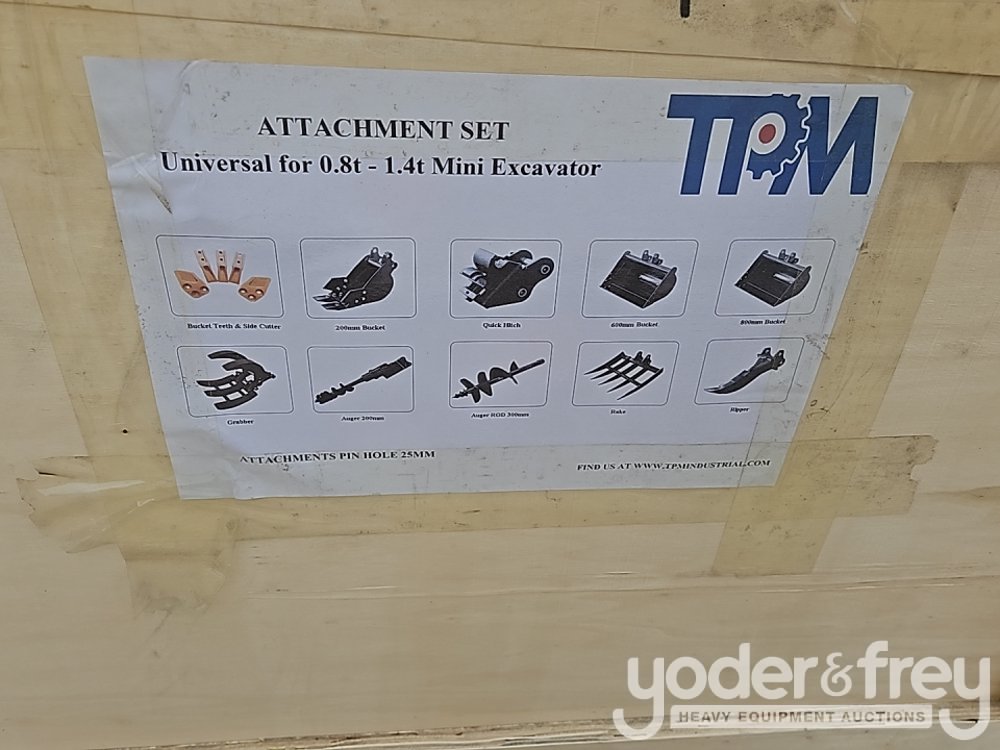 ATTACHMENT SET
TPM
Universal for 0.8t - 1.4t Mini Excavator
Bucket Teeth & Side Cutter
200mm Bucket
Quick Hitch
600mm Bucket
800mm Bucket
Grabber
Auger 200mm
Auger ROD 300mm
Rake
Ripper
ATTACHMENTS PIN HOLE 25MM
FIND US AT WWW.TPMINDUSTRIAL.COM
yoder&frey
HEAVY EQUIPMENT AUCTIONS